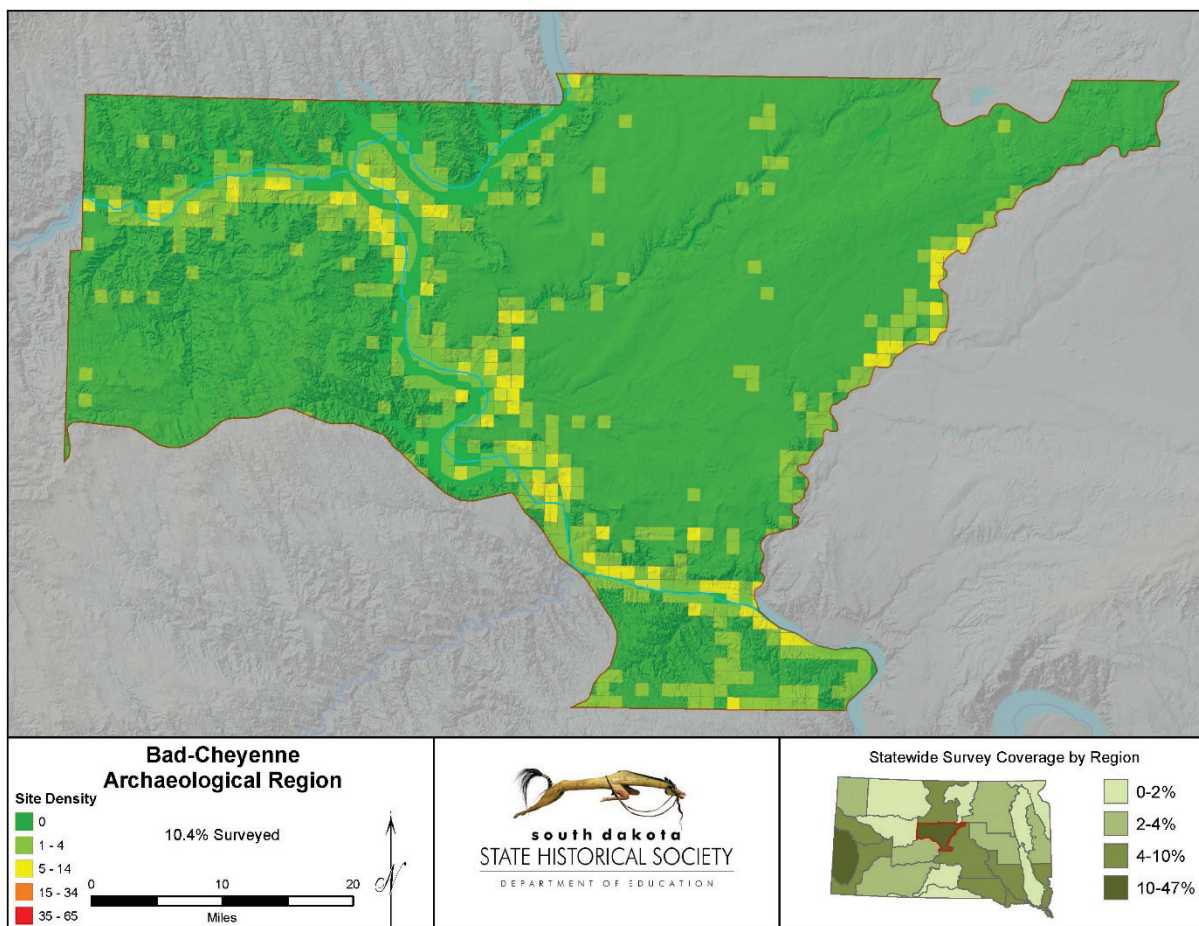 Bad-Cheyenne
Archaeological Region
Site Density
0
1 - 4
5 - 14
15 - 34
35 - 65
10.4% Surveyed
0 10 20
Miles
N
south dakota
STATE HISTORICAL SOCIETY
DEPARTMENT OF EDUCATION
Statewide Survey Coverage by Region
0-2%
2-4%
4-10%
10-47%